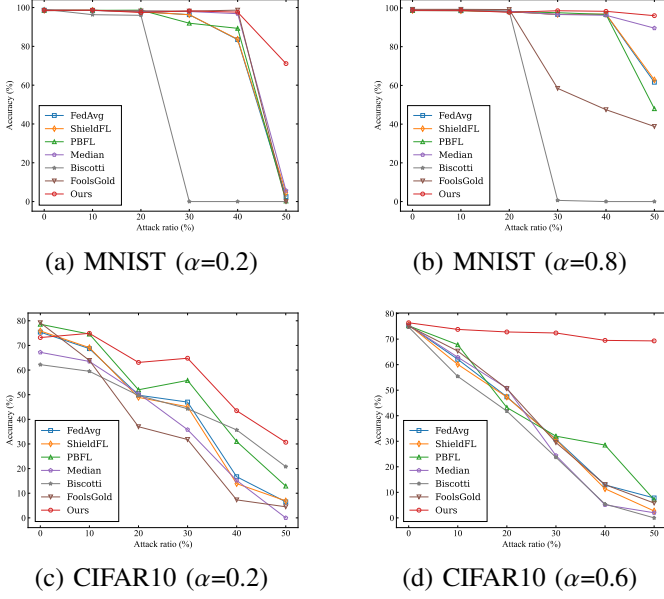 100
80
60
40
20
0
Accuracy (%)
FedAvg
ShieldFL
PBFL
Median
Biscotti
FoolsGold
Ours
0 10 20 30 40 50
Attack ratio (%)
(a) MNIST (α=0.2)
100
80
60
40
20
0
Accuracy (%)
FedAvg
ShieldFL
PBFL
Median
Biscotti
FoolsGold
Ours
0 10 20 30 40 50
Attack ratio (%)
(b) MNIST (α=0.8)
80
70
60
50
40
30
20
10
0
Accuracy (%)
FedAvg
ShieldFL
PBFL
Median
Biscotti
FoolsGold
Ours
0 10 20 30 40 50
Attack ratio (%)
(c) CIFAR10 (α=0.2)
80
70
60
50
40
30
20
10
0
Accuracy (%)
FedAvg
ShieldFL
PBFL
Median
Biscotti
FoolsGold
Ours
0 10 20 30 40 50
Attack ratio (%)
(d) CIFAR10 (α=0.6)